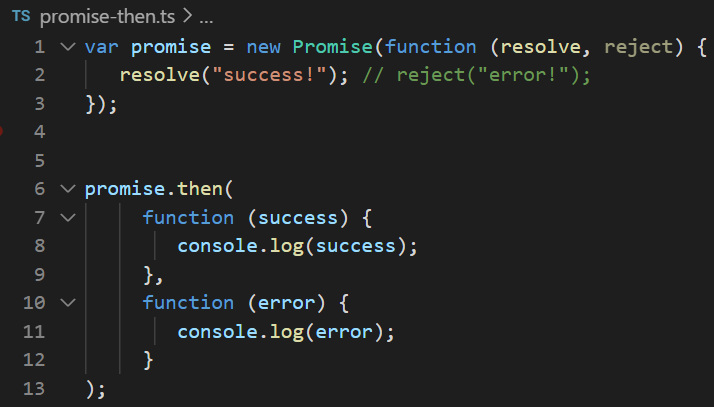 TS promise-then.ts > ...
1 var promise = new Promise(function (resolve, reject) {
2 resolve("success!"); // reject("error!");
3 });
4
5
6 promise.then(
7 function (success) {
8 console.log(success);
9 },
10 function (error) {
11 console.log(error);
12 }
13 );